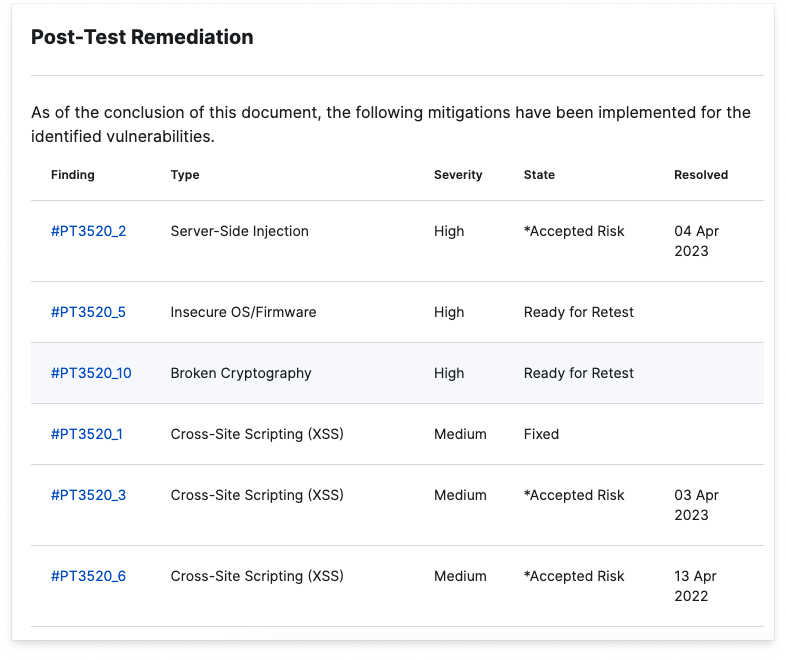 Post-Test Remediation
As of the conclusion of this document, the following mitigations have been implemented for the
identified vulnerabilities.
Finding Type Severity State Resolved
#PT3520_2 Server-Side Injection High *Accepted Risk 04 Apr
2023
#PT3520_5 Insecure OS/Firmware High Ready for Retest
#PT3520_10 Broken Cryptography High Ready for Retest
#PT3520_1 Cross-Site Scripting (XSS) Medium Fixed
#PT3520_3 Cross-Site Scripting (XSS) Medium *Accepted Risk 03 Apr
2023
#PT3520_6 Cross-Site Scripting (XSS) Medium *Accepted Risk 13 Apr
2022